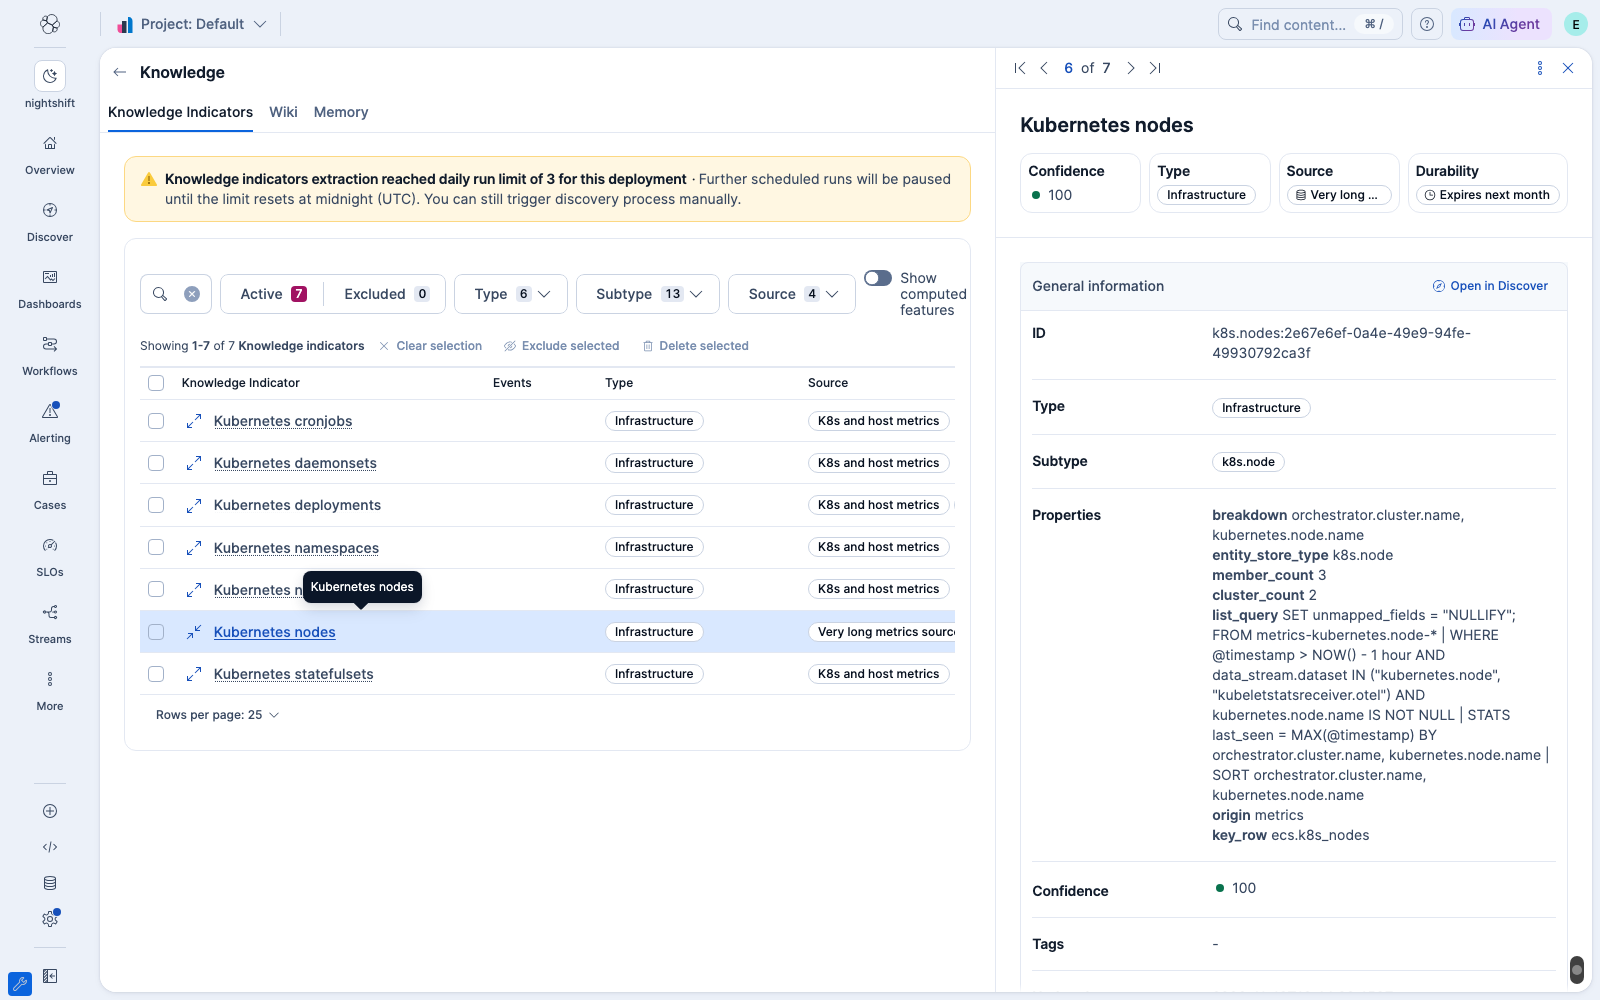 Project: Default
Find content...
⌘ /
AI Agent
E
nightshift
Overview
Discover
Dashboards
Workflows
Alerting
Cases
SLOs
Streams
More
Knowledge
Knowledge Indicators
Wiki
Memory
Knowledge indicators extraction reached daily run limit of 3 for this deployment · Further scheduled runs will be paused
until the limit resets at midnight (UTC). You can still trigger discovery process manually.
Active 7
Excluded 0
Type 6
Subtype 13
Source 4
Show
computed
features
Showing 1-7 of 7 Knowledge indicators
Clear selection
Exclude selected
Delete selected
Knowledge Indicator Events Type Source
Kubernetes cronjobs Infrastructure K8s and host metrics
Kubernetes daemonsets Infrastructure K8s and host metrics
Kubernetes deployments Infrastructure K8s and host metrics
Kubernetes namespaces Infrastructure K8s and host metrics
Kubernetes n Infrastructure K8s and host metrics
Kubernetes nodes
Kubernetes nodes Infrastructure Very long metrics source
Kubernetes statefulsets Infrastructure K8s and host metrics
Rows per page: 25
6 of 7
Kubernetes nodes
Confidence
100
Type
Infrastructure
Source
Very long ...
Durability
Expires next month
General information
Open in Discover
ID
k8s.nodes:2e67e6ef-0a4e-49e9-94fe-
49930792ca3f
Type
Infrastructure
Subtype
k8s.node
Properties
breakdown orchestrator.cluster.name,
kubernetes.node.name
entity_store_type k8s.node
member_count 3
cluster_count 2
list_query SET unmapped_fields = "NULLIFY";
FROM metrics-kubernetes.node-* | WHERE
@timestamp > NOW() - 1 hour AND
data_stream.dataset IN ("kubernetes.node",
"kubeletstatsreceiver.otel") AND
kubernetes.node.name IS NOT NULL | STATS
last_seen = MAX(@timestamp) BY
orchestrator.cluster.name, kubernetes.node.name |
SORT orchestrator.cluster.name,
kubernetes.node.name
origin metrics
key_row ecs.k8s_nodes
Confidence
100
Tags
-